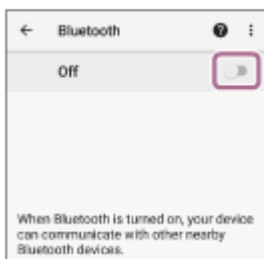 Bluetooth
Off
When Bluetooth is turned on, your device
can communicate with other nearby
Bluetooth devices.